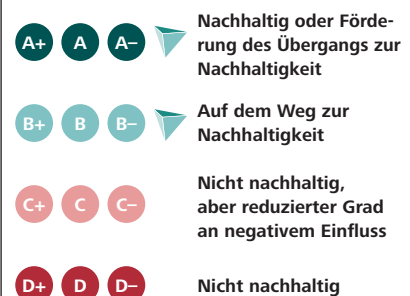 A+ A A– Nachhaltig oder Förde-
rung des Übergangs zur
Nachhaltigkeit
B+ B B– Auf dem Weg zur
Nachhaltigkeit
C+ C C– Nicht nachhaltig,
aber reduzierter Grad
an negativem Einfluss
D+ D D– Nicht nachhaltig